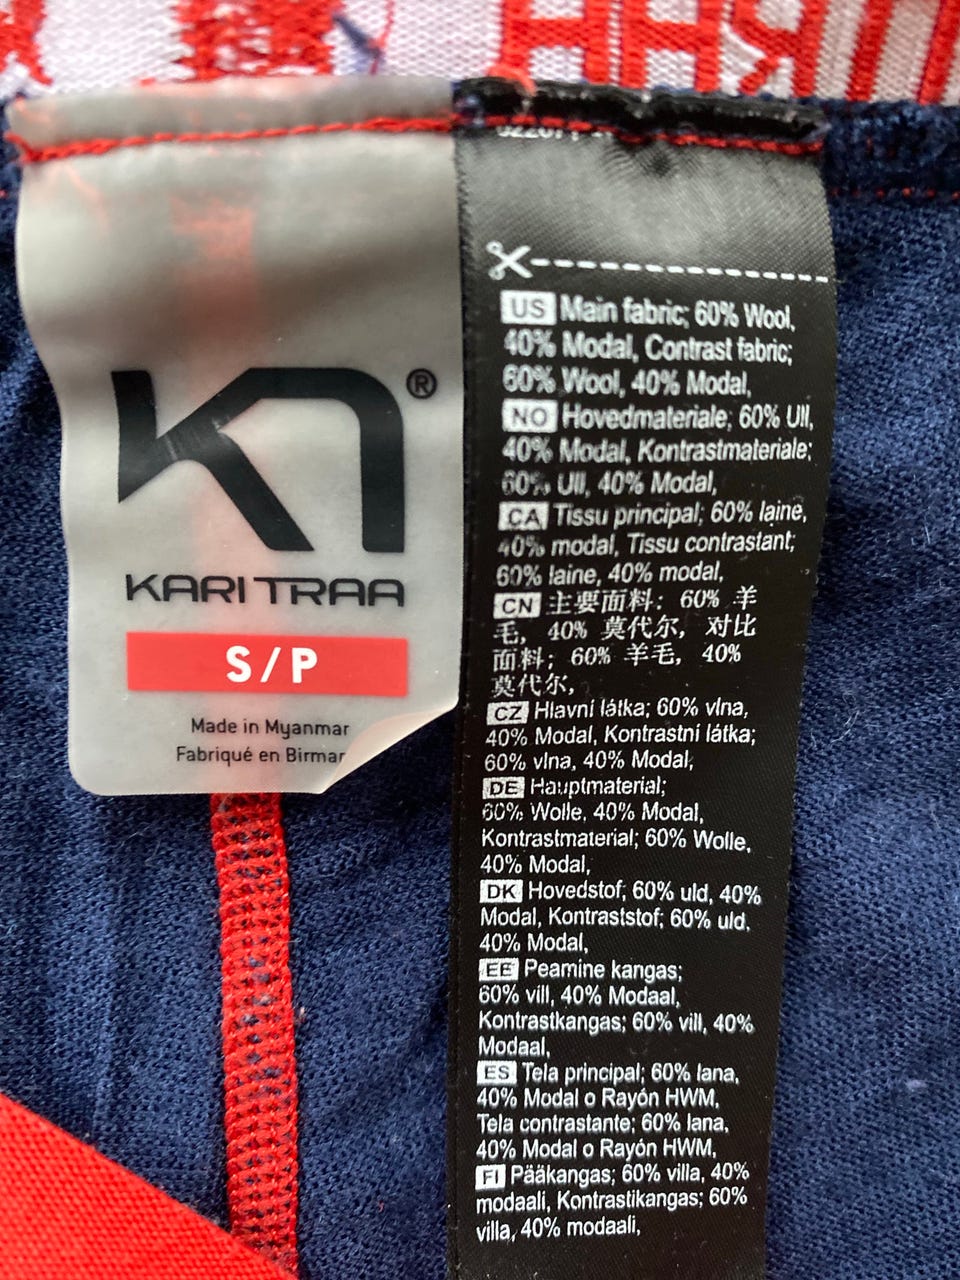 KARI TRAA
S/P
Made in Myanmar
Fabriqué en Birman
US Main fabric; 60% Wool,
40% Modal, Contrast fabric;
60% Wool, 40% Modal,
NO Hovedmateriale; 60% Ull,
40% Modal, Kontrastmateriale;
60% Ull, 40% Modal,
CA Tissu principal; 60% laine,
40% modal, Tissu contrastant;
60% laine, 40% modal,
CN 主要面料: 60% 羊
毛, 40% 莫代尔, 对比
面料; 60% 羊毛, 40%
莫代尔,
CZ Hlavní látka; 60% vlna,
40% Modal, Kontrastní látka;
60% vlna, 40% Modal,
DE Hauptmaterial;
60% Wolle, 40% Modal,
Kontrastmaterial; 60% Wolle,
40% Modal,
DK Hovedstof; 60% uld, 40%
Modal, Kontraststof; 60% uld,
40% Modal,
EE Peamine kangas;
60% vill, 40% Modaal,
Kontrastkangas; 60% vill, 40%
Modaal,
ES Tela principal; 60% lana,
40% Modal o Rayón HWM,
Tela contrastante; 60% lana,
40% Modal o Rayón HWM,
FI Pääkangas; 60% villa, 40%
modaali, Kontrastikangas; 60%
villa, 40% modaali,